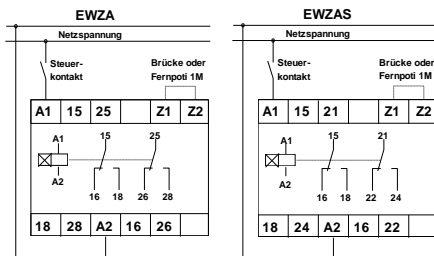 EWZA
Netzspannung
Steuer-
kontakt
Brücke oder
Fernpoti 1M
A1 15 25 Z1 Z2
A1
15 25
A2
16 18 26 28
18 28 A2 16 26
EWZAS
Netzspannung
Steuer-
kontakt
Brücke oder
Fernpoti 1M
A1 15 21 Z1 Z2
A1
15 21
A2
16 18 22 24
18 24 A2 16 22